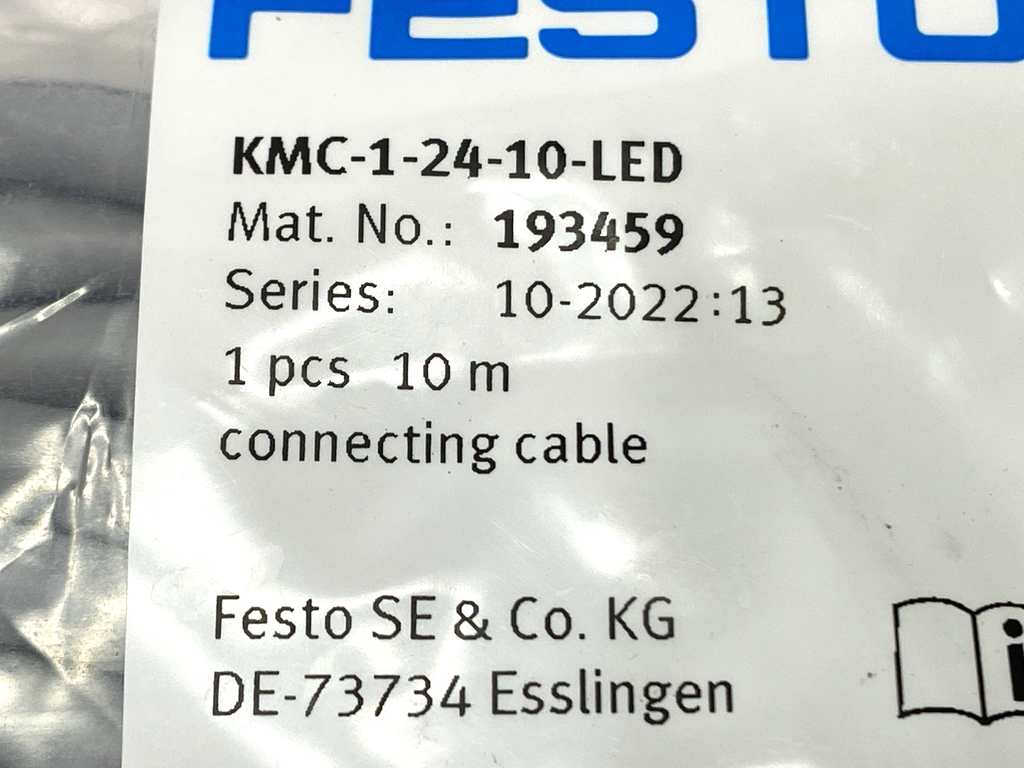 FESTO
KMC-1-24-10-LED
Mat. No.: 193459
Series: 10-2022:13
1 pcs 10 m
connecting cable
Festo SE & Co. KG
DE-73734 Esslingen
i